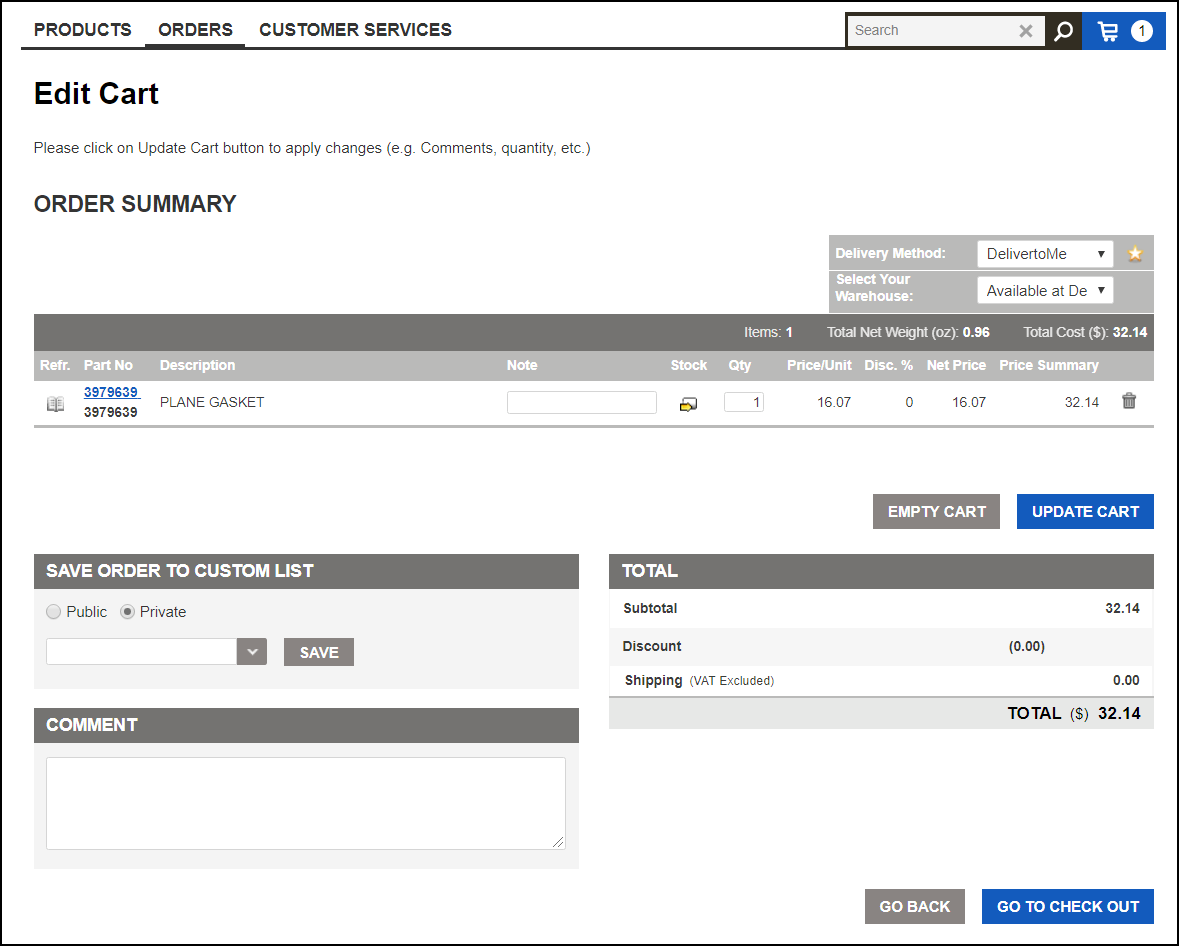 PRODUCTS ORDERS CUSTOMER SERVICES Search 1
Edit Cart
Please click on Update Cart button to apply changes (e.g. Comments, quantity, etc.)
ORDER SUMMARY
Delivery Method: DelivertoMe
Select Your
Warehouse: Available at De
Items: 1 Total Net Weight (oz): 0.96 Total Cost ($): 32.14
Refr. Part No Description Note Stock Qty Price/Unit Disc. % Net Price Price Summary
3979639
3979639 PLANE GASKET 1 16.07 0 16.07 32.14
EMPTY CART UPDATE CART
SAVE ORDER TO CUSTOM LIST
Public Private
SAVE
TOTAL
Subtotal 32.14
Discount (0.00)
Shipping (VAT Excluded) 0.00
TOTAL ($) 32.14
COMMENT
GO BACK GO TO CHECK OUT